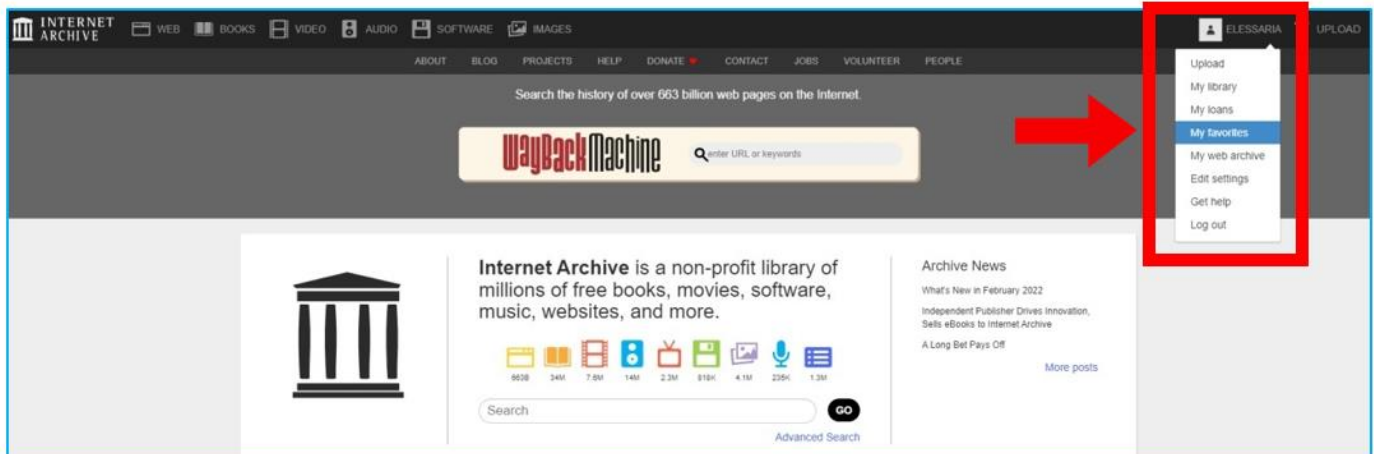 INTERNET
ARCHIVE
WEB BOOKS VIDEO AUDIO SOFTWARE IMAGES ELESSARIA UPLOAD
ABOUT BLOG PROJECTS HELP DONATE CONTACT JOBS VOLUNTEER PEOPLE
Search the history of over 663 billion web pages on the Internet.
WayBackMachine
enter URL or keywords
Upload
My library
My loans
My favorites
My web archive
Edit settings
Get help
Log out
Internet Archive is a non-profit library of
millions of free books, movies, software,
music, websites, and more.
663B 34M 7.6M 14M 2.3M 818K 4.1M 235K 1.3M
Search GO
Advanced Search
Archive News
What's New in February 2022
Independent Publisher Drives Innovation,
Sells eBooks to Internet Archive
A Long Bet Pays Off
More posts